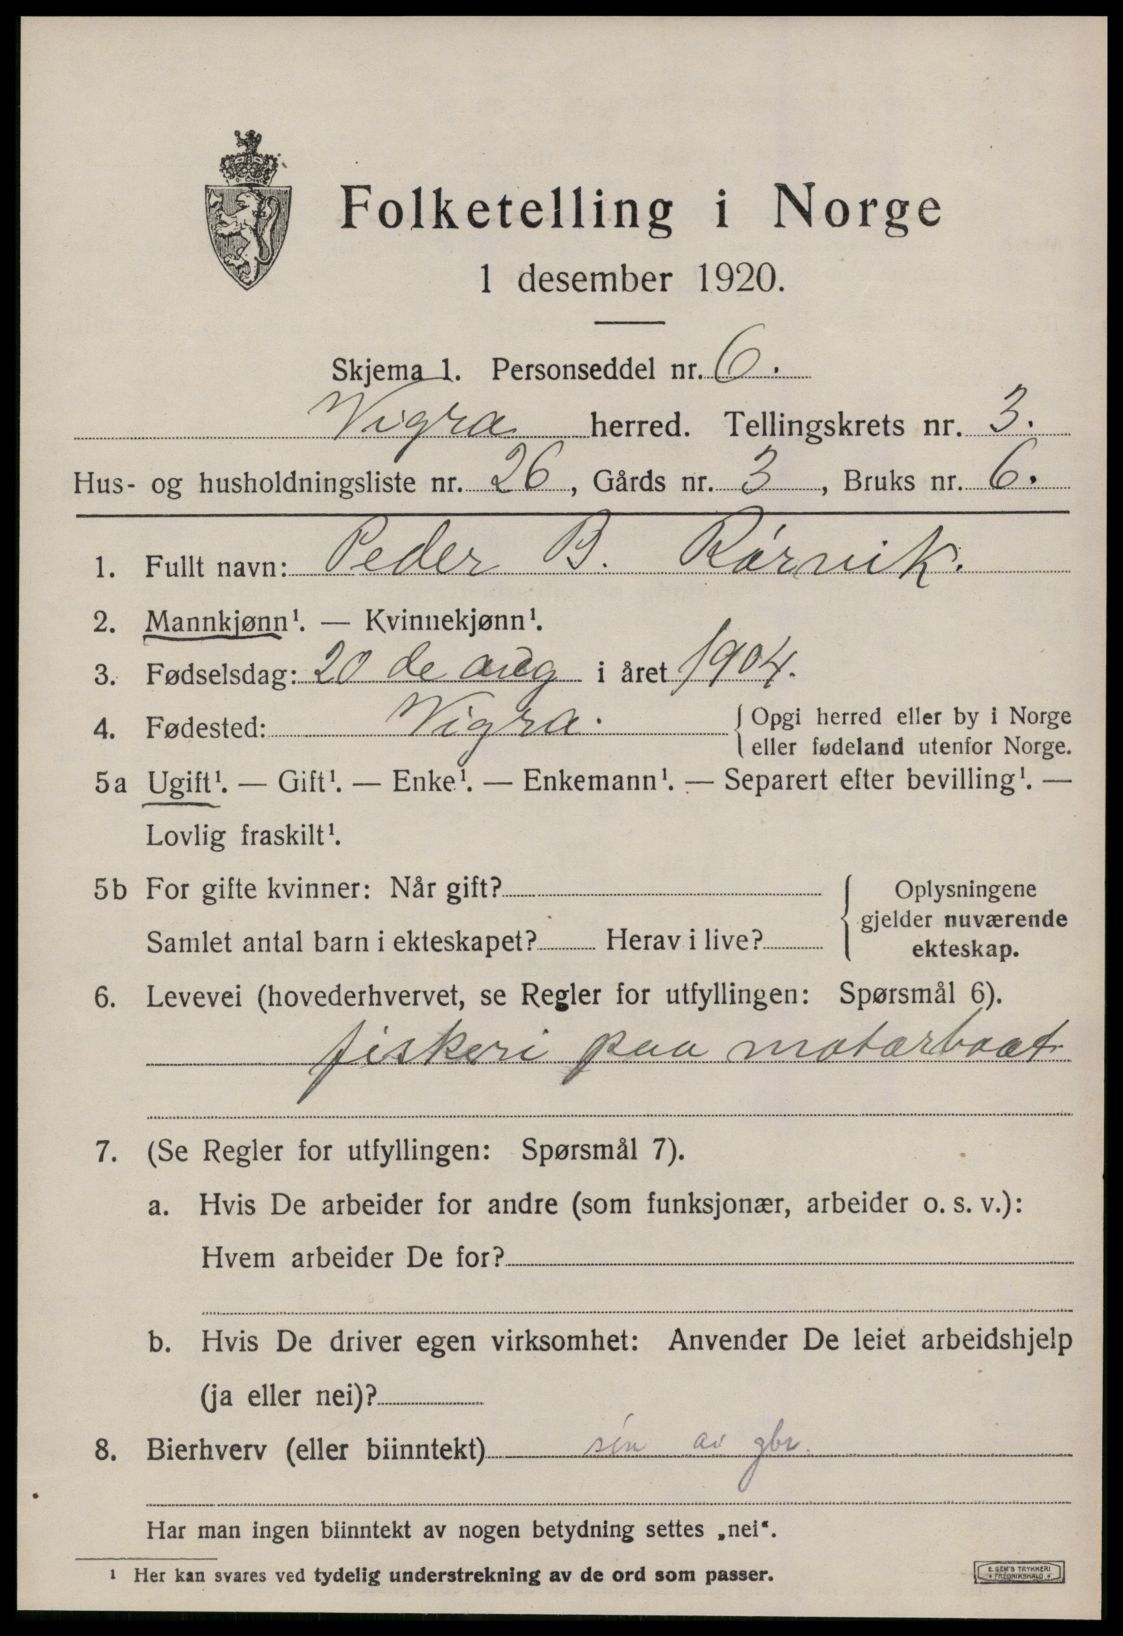 Folketelling i Norge
1 desember 1920.
Skjema 1. Personseddel nr. 6.
Vigra herred. Tellingskrets nr. 3.
Hus- og husholdningsliste nr. 26, Gårds nr. 3, Bruks nr. 6.
1. Fullt navn: Peder B. Rørvik.
2. Mannkjønn¹. — Kvinnekjønn¹.
3. Fødselsdag: 20 de aug i året 1904.
4. Fødested: Vigra. { Opgi herred eller by i Norge
eller fødeland utenfor Norge.
5a Ugift¹. — Gift¹. — Enke¹. — Enkemann¹. — Separert efter bevilling¹. —
Lovlig fraskilt¹.
5b For gifte kvinner: Når gift?
Samlet antal barn i ekteskapet? Herav i live?
{ Oplysningene
gjelder nuværende
ekteskap.
6. Levevei (hovederhvervet, se Regler for utfyllingen: Spørsmål 6).
fiskeri paa motorboat
7. (Se Regler for utfyllingen: Spørsmål 7).
a. Hvis De arbeider for andre (som funksjonær, arbeider o. s. v.):
Hvem arbeider De for?
b. Hvis De driver egen virksomhet: Anvender De leiet arbeidshjelp
(ja eller nei)?
8. Bierhverv (eller biinntekt) søn av gbr.
Har man ingen biinntekt av nogen betydning settes „nei“.
¹ Her kan svares ved tydelig understrekning av de ord som passer.
E. SEM'S TRYKKERI
FREDRIKSHALD